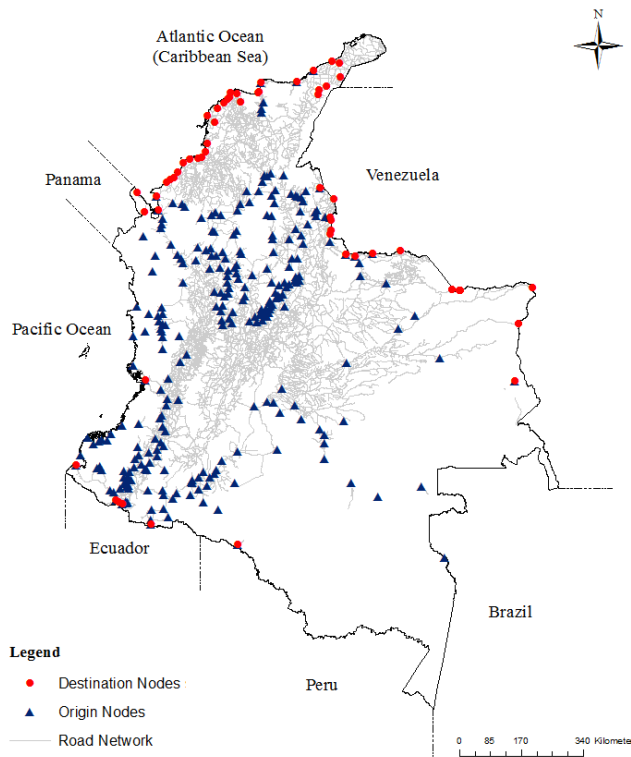 Atlantic Ocean
(Caribbean Sea)
N
Panama
Venezuela
Pacific Ocean
Ecuador
Brazil
Peru
Legend
Destination Nodes
Origin Nodes
Road Network
0 85 170 340 Kilomete